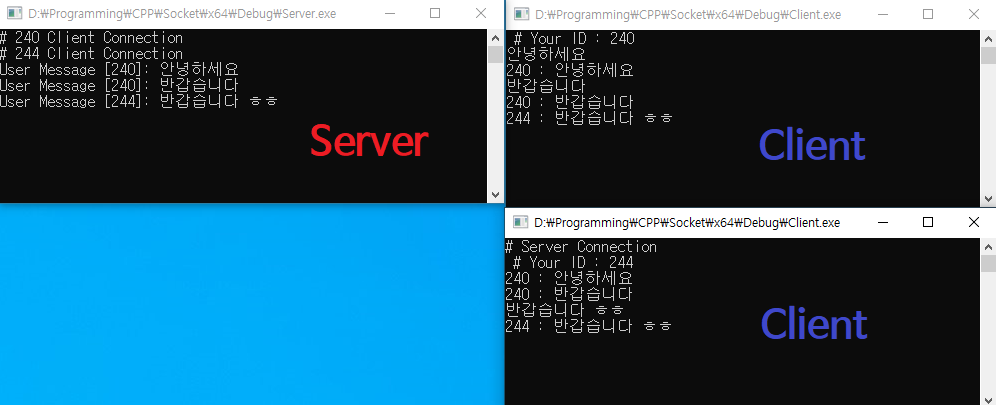 D:₩Programming₩CPP₩Socket₩x64₩Debug₩Server.exe
# 240 Client Connection
# 244 Client Connection
User Message [240]: 안녕하세요
User Message [240]: 반갑습니다
User Message [244]: 반갑습니다 ㅎㅎ
Server
D:₩Programming₩CPP₩Socket₩x64₩Debug₩Client.exe
# Your ID : 240
안녕하세요
240 : 안녕하세요
반갑습니다
240 : 반갑습니다
244 : 반갑습니다 ㅎㅎ
Client
D:₩Programming₩CPP₩Socket₩x64₩Debug₩Client.exe
# Server Connection
# Your ID : 244
240 : 안녕하세요
240 : 반갑습니다
반갑습니다 ㅎㅎ
244 : 반갑습니다 ㅎㅎ
Client